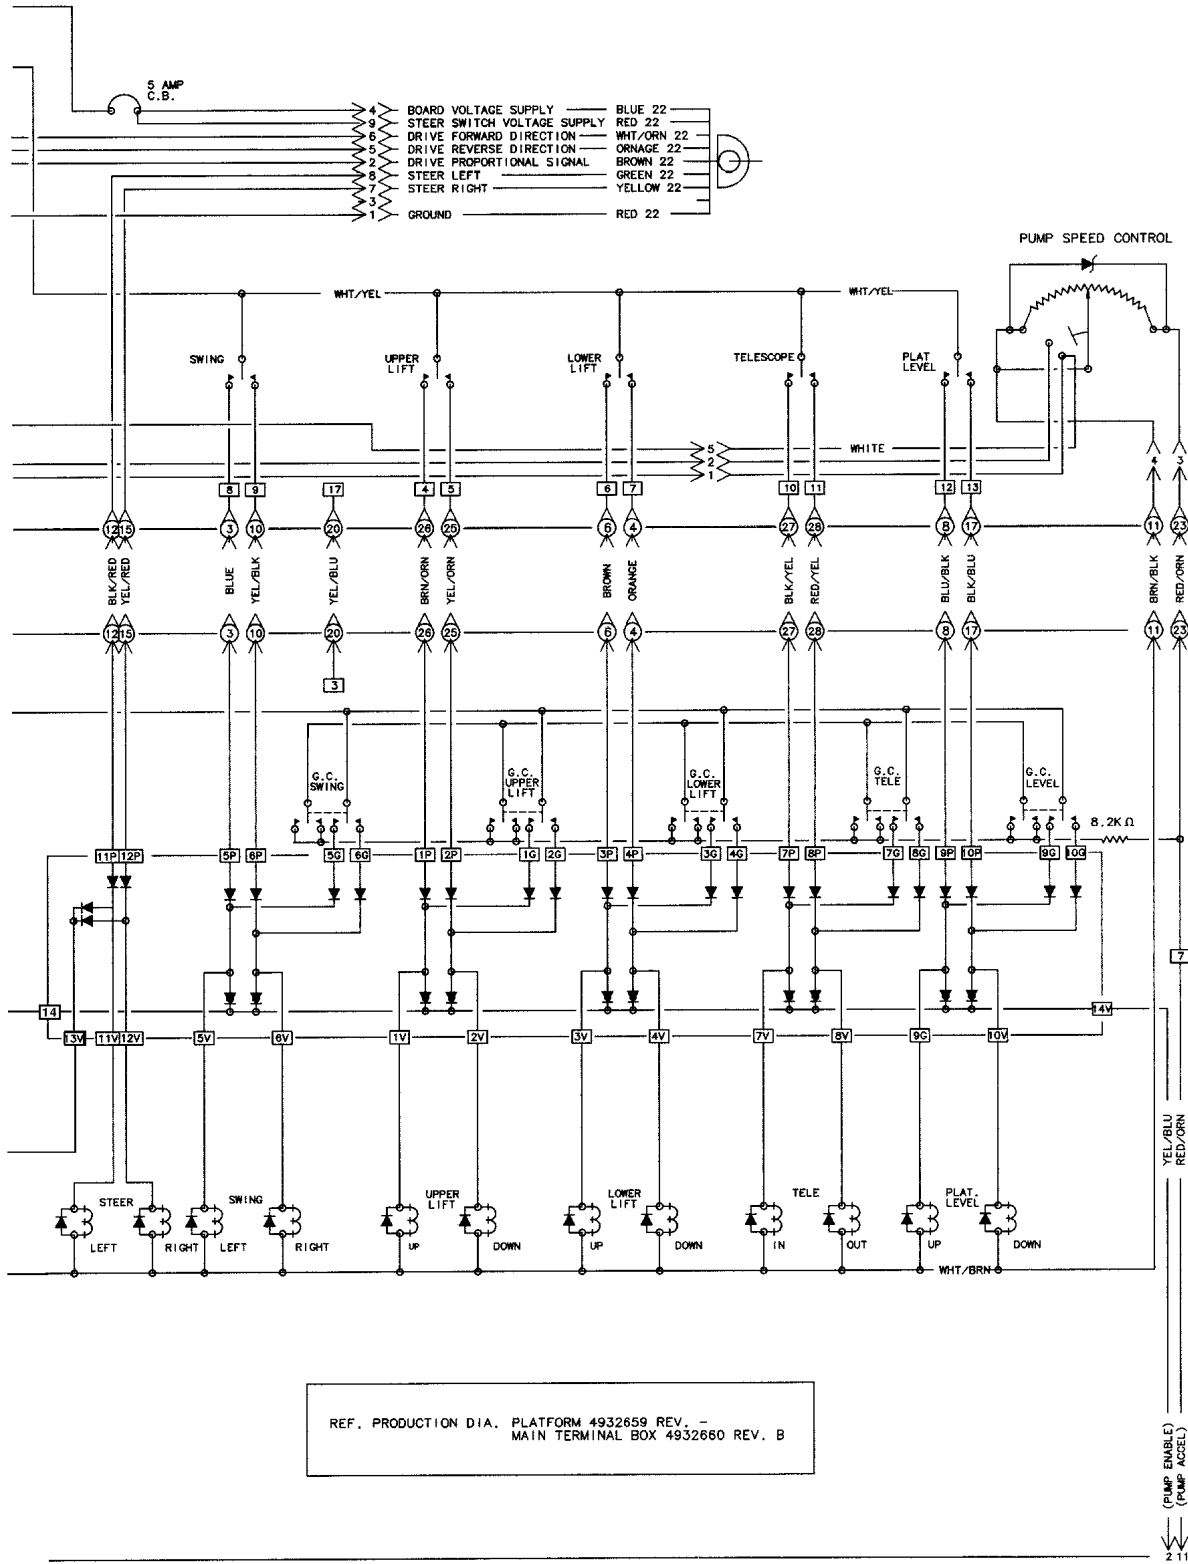 5 AMP
C.B.
4 BOARD VOLTAGE SUPPLY BLUE 22
9 STEER SWITCH VOLTAGE SUPPLY RED 22
6 DRIVE FORWARD DIRECTION WHT/ORN 22
5 DRIVE REVERSE DIRECTION ORNAGE 22
2 DRIVE PROPORTIONAL SIGNAL BROWN 22
8 STEER LEFT GREEN 22
7 STEER RIGHT YELLOW 22
3
1 GROUND RED 22
PUMP SPEED CONTROL
WHT/YEL WHT/YEL
SWING
UPPER
LIFT
LOWER
LIFT
TELESCOPE
PLAT
LEVEL
5 WHITE
2
1
4 3
8 9 17 4 5 6 7 10 11 12 13
12 15 3 10 20 26 25 6 4 27 28 8 17 11 23
BLK/RED YEL/RED BLUE YEL/BLK YEL/BLU BRN/ORN YEL/ORN BROWN ORANGE BLK/YEL RED/YEL BLU/BLK BLK/BLU BRN/BLK RED/ORN
12 15 3 10 20 26 25 6 4 27 28 8 17 11 23
3
G.C.
SWING
G.C.
UPPER
LIFT
G.C.
LOWER
LIFT
G.C.
TELE
G.C.
LEVEL
8.2KΩ
11P 12P 5P 6P 5G 6G 1P 2P 1G 2G 3P 4P 3G 4G 7P 8P 7G 8G 9P 10P 9G 10G
7
14 14V
13V 11V 12V 5V 6V 1V 2V 3V 4V 7V 8V 9G 10V
YEL/BLU
RED/ORN
STEER
LEFT RIGHT
SWING
LEFT RIGHT
UPPER
LIFT
UP DOWN
LOWER
LIFT
UP DOWN
TELE
IN OUT
PLAT.
LEVEL
UP DOWN
WHT/BRN
REF. PRODUCTION DIA. PLATFORM 4932659 REV. -
MAIN TERMINAL BOX 4932660 REV. B
(PUMP ENABLE)
(PUMP ACCEL)
2 11